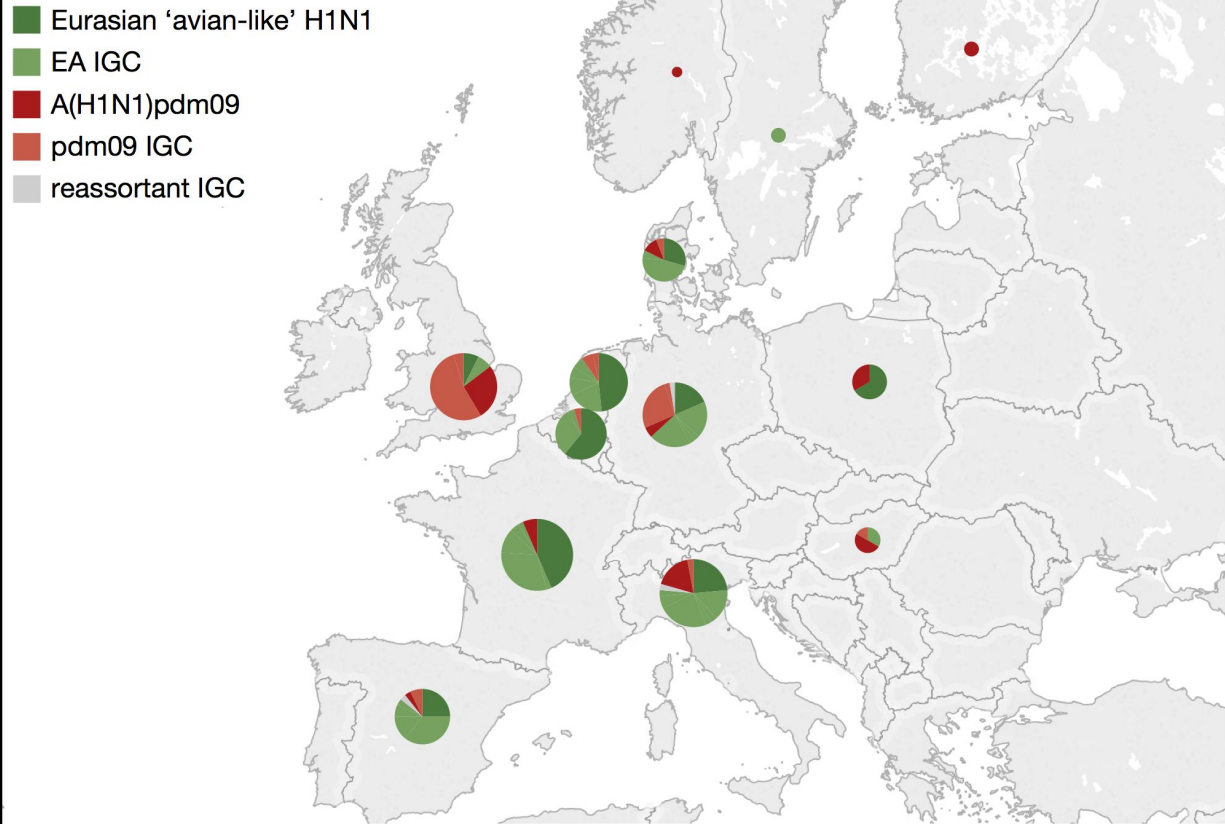 Eurasian ‘avian-like’ H1N1
EA IGC
A(H1N1)pdm09
pdm09 IGC
reassortant IGC